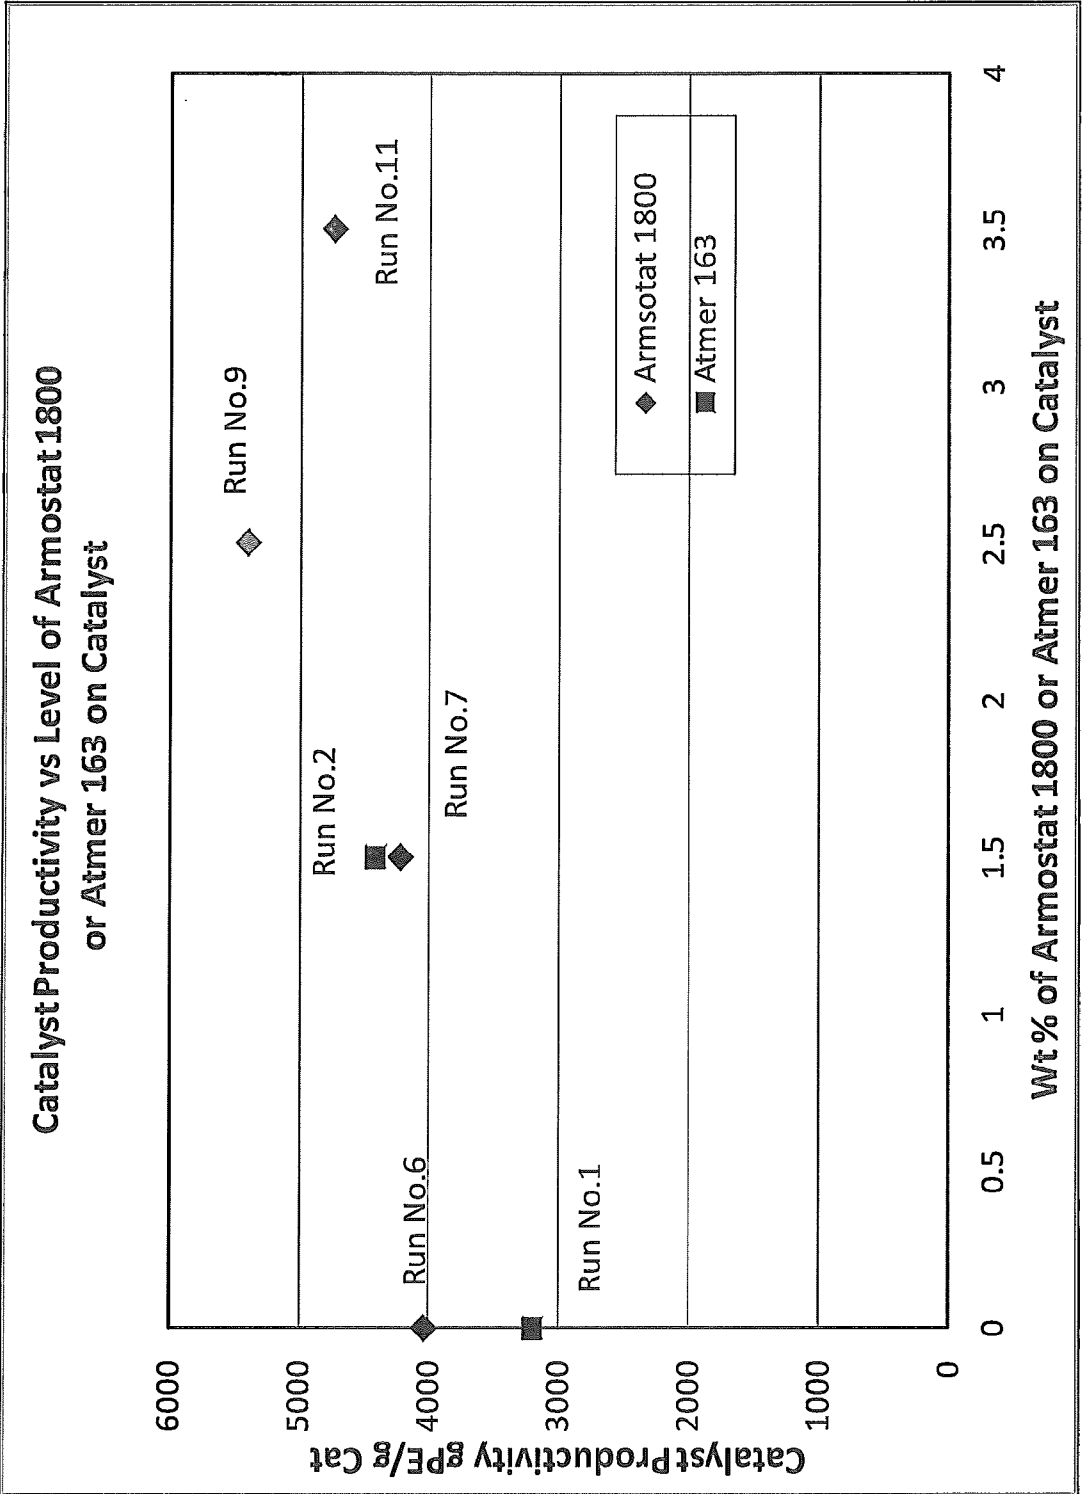 Catalyst Productivity vs Level of Armostat 1800
or Atmer 163 on Catalyst
Catalyst Productivity gPE/g Cat
6000
5000
4000
3000
2000
1000
0
Run No.9
Run No.2
Run No.11
Run No.6
Run No.7
Run No.1
Armsotat 1800
Atmer 163
0 0.5 1 1.5 2 2.5 3 3.5 4
Wt% of Armostat 1800 or Atmer 163 on Catalyst